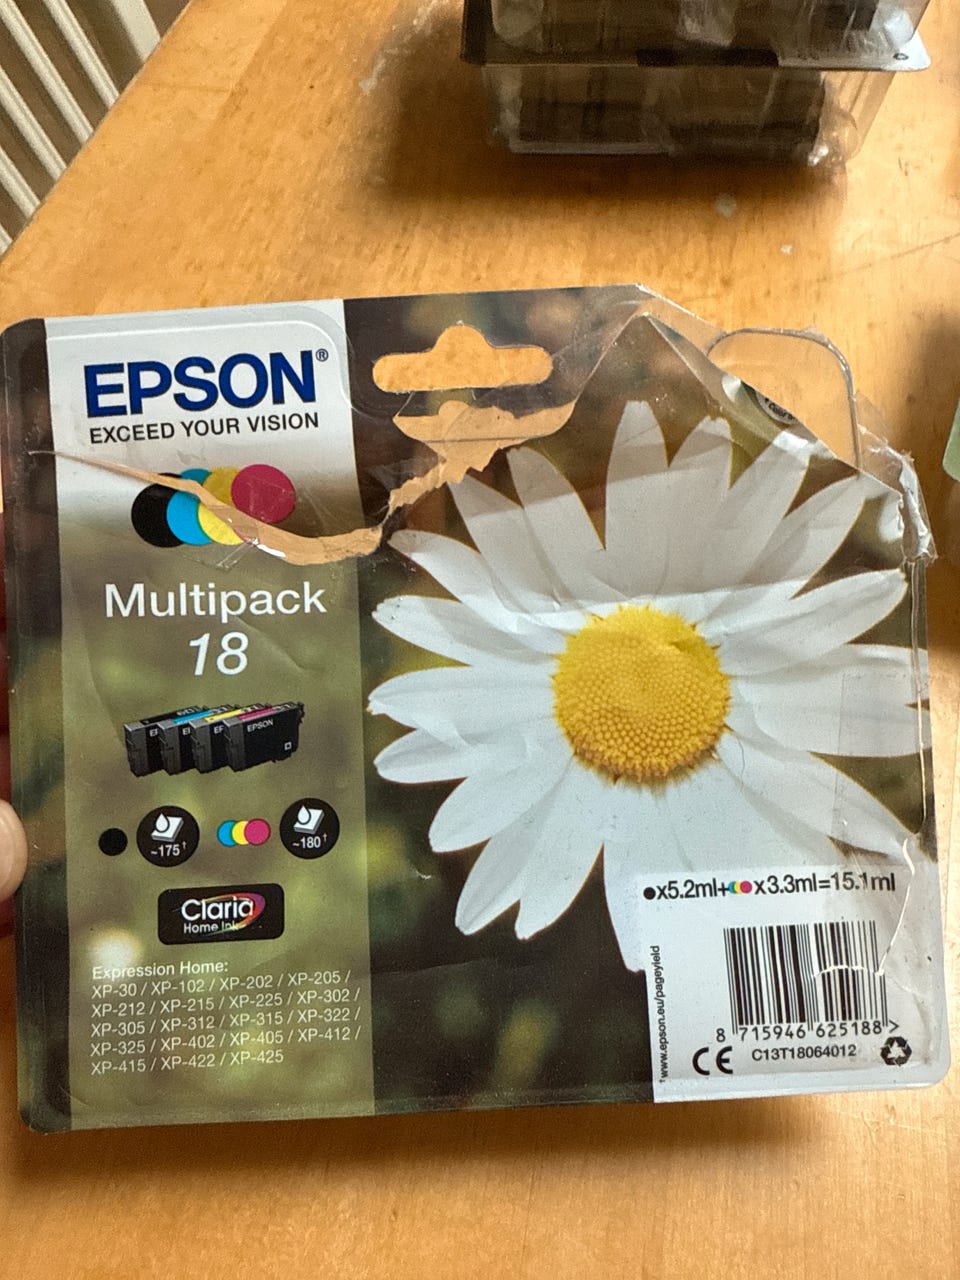 EPSON®
EXCEED YOUR VISION
Multipack
18
EPSON
~175†
~180†
Claria
Home Ink
Expression Home:
XP-30 / XP-102 / XP-202 / XP-205 /
XP-212 / XP-215 / XP-225 / XP-302 /
XP-305 / XP-312 / XP-315 / XP-322 /
XP-325 / XP-402 / XP-405 / XP-412 /
XP-415 / XP-422 / XP-425
x5.2ml+ x3.3ml=15.1ml
†www.epson.eu/pageyield
8 715946 625188 >
CE C13T18064012